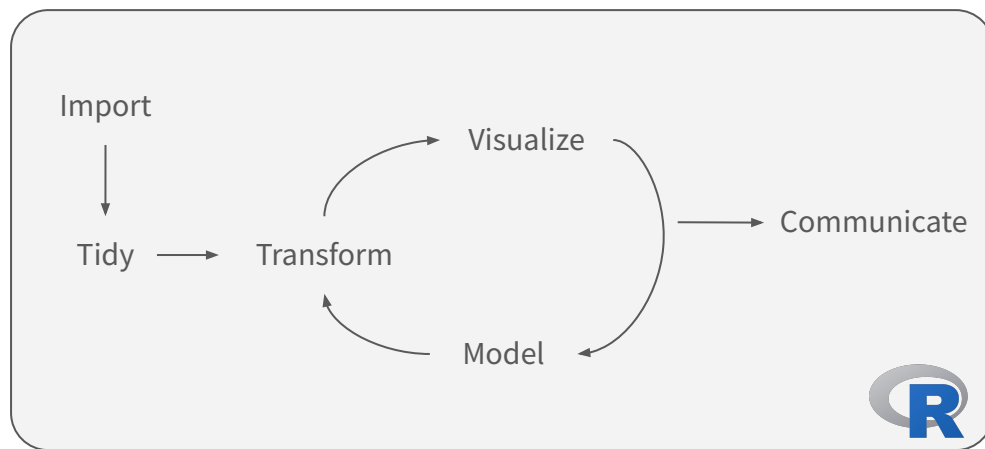 Import
Tidy
Transform
Visualize
Model
Communicate
R